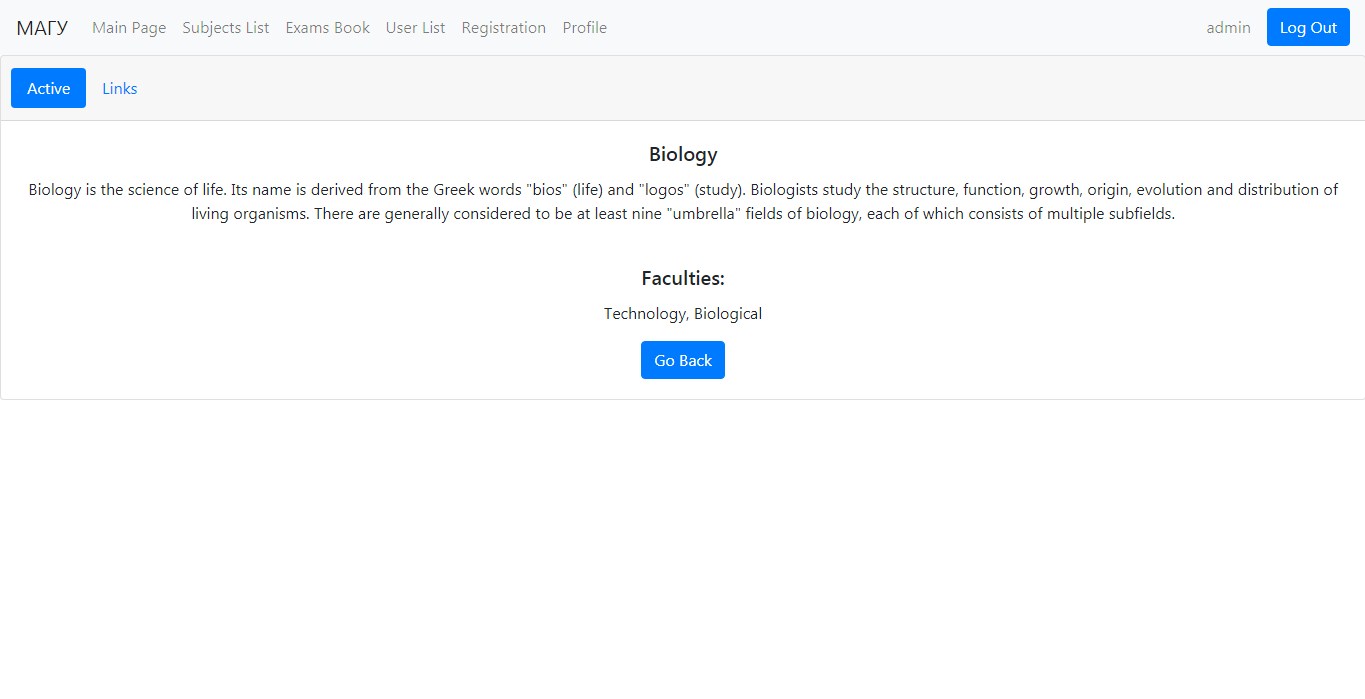 МАГУ Main Page Subjects List Exams Book User List Registration Profile admin Log Out
Active Links
Biology
Biology is the science of life. Its name is derived from the Greek words "bios" (life) and "logos" (study). Biologists study the structure, function, growth, origin, evolution and distribution of
living organisms. There are generally considered to be at least nine "umbrella" fields of biology, each of which consists of multiple subfields.
Faculties:
Technology, Biological
Go Back